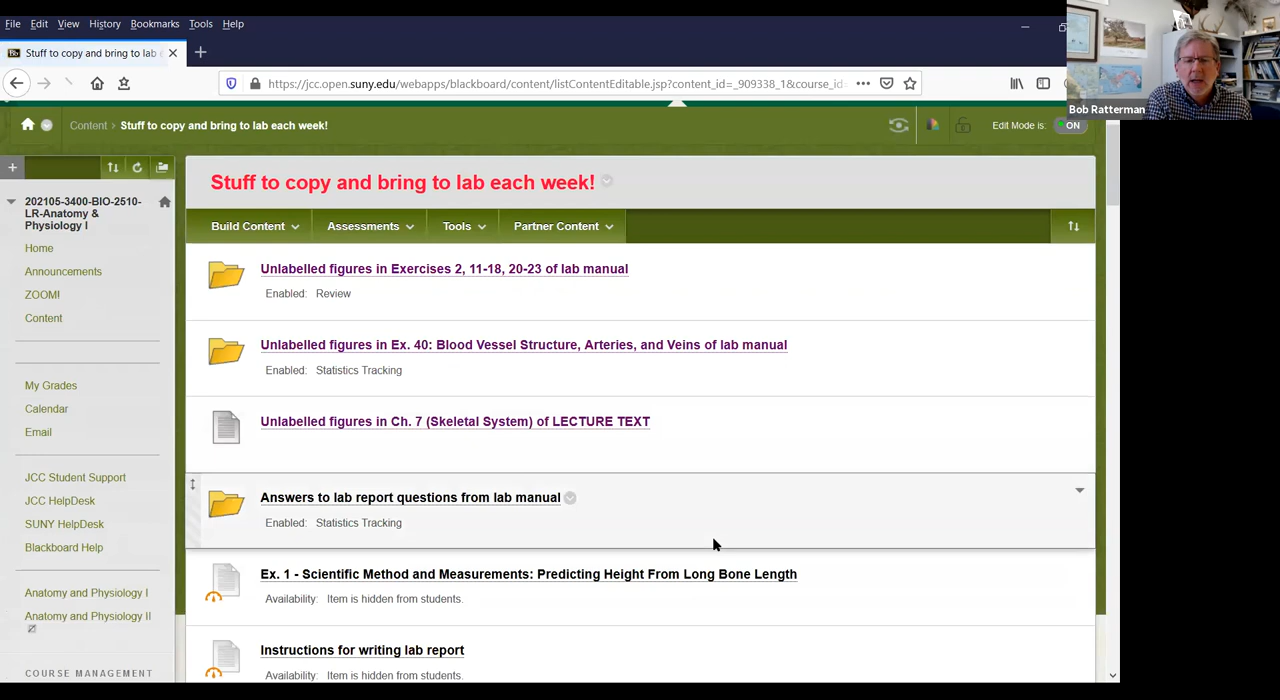 File Edit View History Bookmarks Tools Help
Stuff to copy and bring to lab e
https://jcc.open.suny.edu/webapps/blackboard/content/listContentEditable.jsp?content_id=_909338_1&course_id=
Bob Ratterman
Content > Stuff to copy and bring to lab each week!
Edit Mode is: ON
202105-3400-BIO-2510-
LR-Anatomy &
Physiology I
Home
Announcements
ZOOM!
Content
My Grades
Calendar
Email
JCC Student Support
JCC HelpDesk
SUNY HelpDesk
Blackboard Help
Anatomy and Physiology I
Anatomy and Physiology II
COURSE MANAGEMENT
Stuff to copy and bring to lab each week!
Build Content Assessments Tools Partner Content
Unlabelled figures in Exercises 2, 11-18, 20-23 of lab manual
Enabled: Review
Unlabelled figures in Ex. 40: Blood Vessel Structure, Arteries, and Veins of lab manual
Enabled: Statistics Tracking
Unlabelled figures in Ch. 7 (Skeletal System) of LECTURE TEXT
Answers to lab report questions from lab manual
Enabled: Statistics Tracking
Ex. 1 - Scientific Method and Measurements: Predicting Height From Long Bone Length
Availability: Item is hidden from students.
Instructions for writing lab report
Availability: Item is hidden from students.